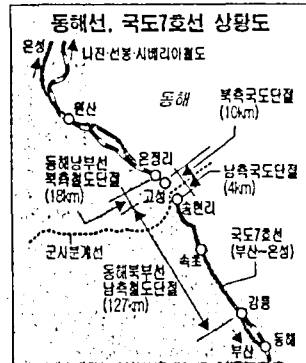 동해선, 국도7호선 상황도
온성
나진·선봉·시베리아철도
동해
원산
북측국도단절
(10km)
온정리
동해남부선
북측철도단절
(18km)
고성
남측국도단절
(4km)
송현리
군사분계선
국도7호선
(부산~온성)
속초
동해북부선
남측철도단절
(127km)
강릉
동해
부산